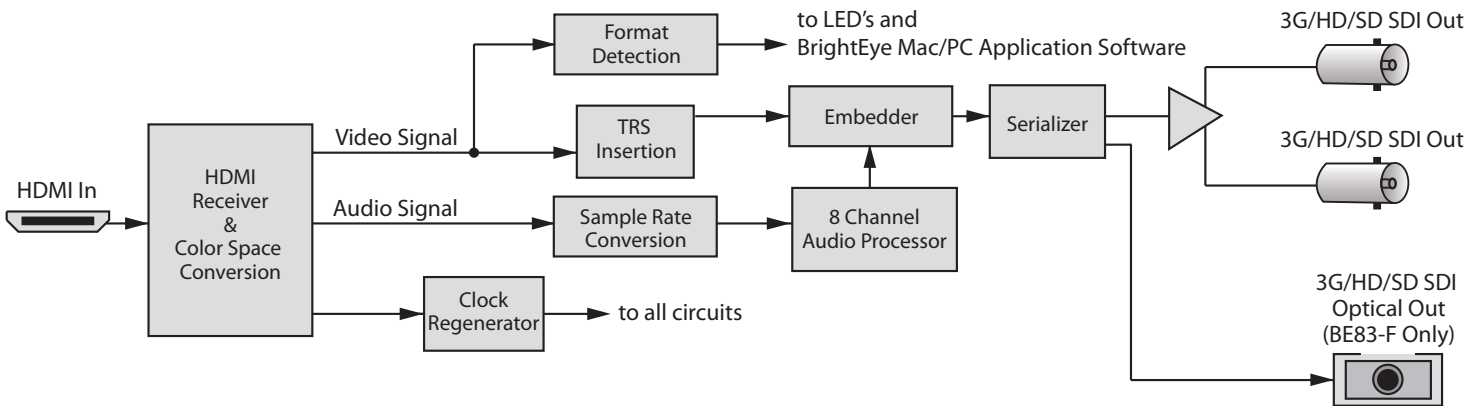 Format
Detection
to LED's and
BrightEye Mac/PC Application Software
3G/HD/SD SDI Out
HDMI In
HDMI
Receiver
&
Color Space
Conversion
Video Signal
TRS
Insertion
Embedder
Serializer
3G/HD/SD SDI Out
Audio Signal
Sample Rate
Conversion
8 Channel
Audio Processor
Clock
Regenerator
to all circuits
3G/HD/SD SDI
Optical Out
(BE83-F Only)